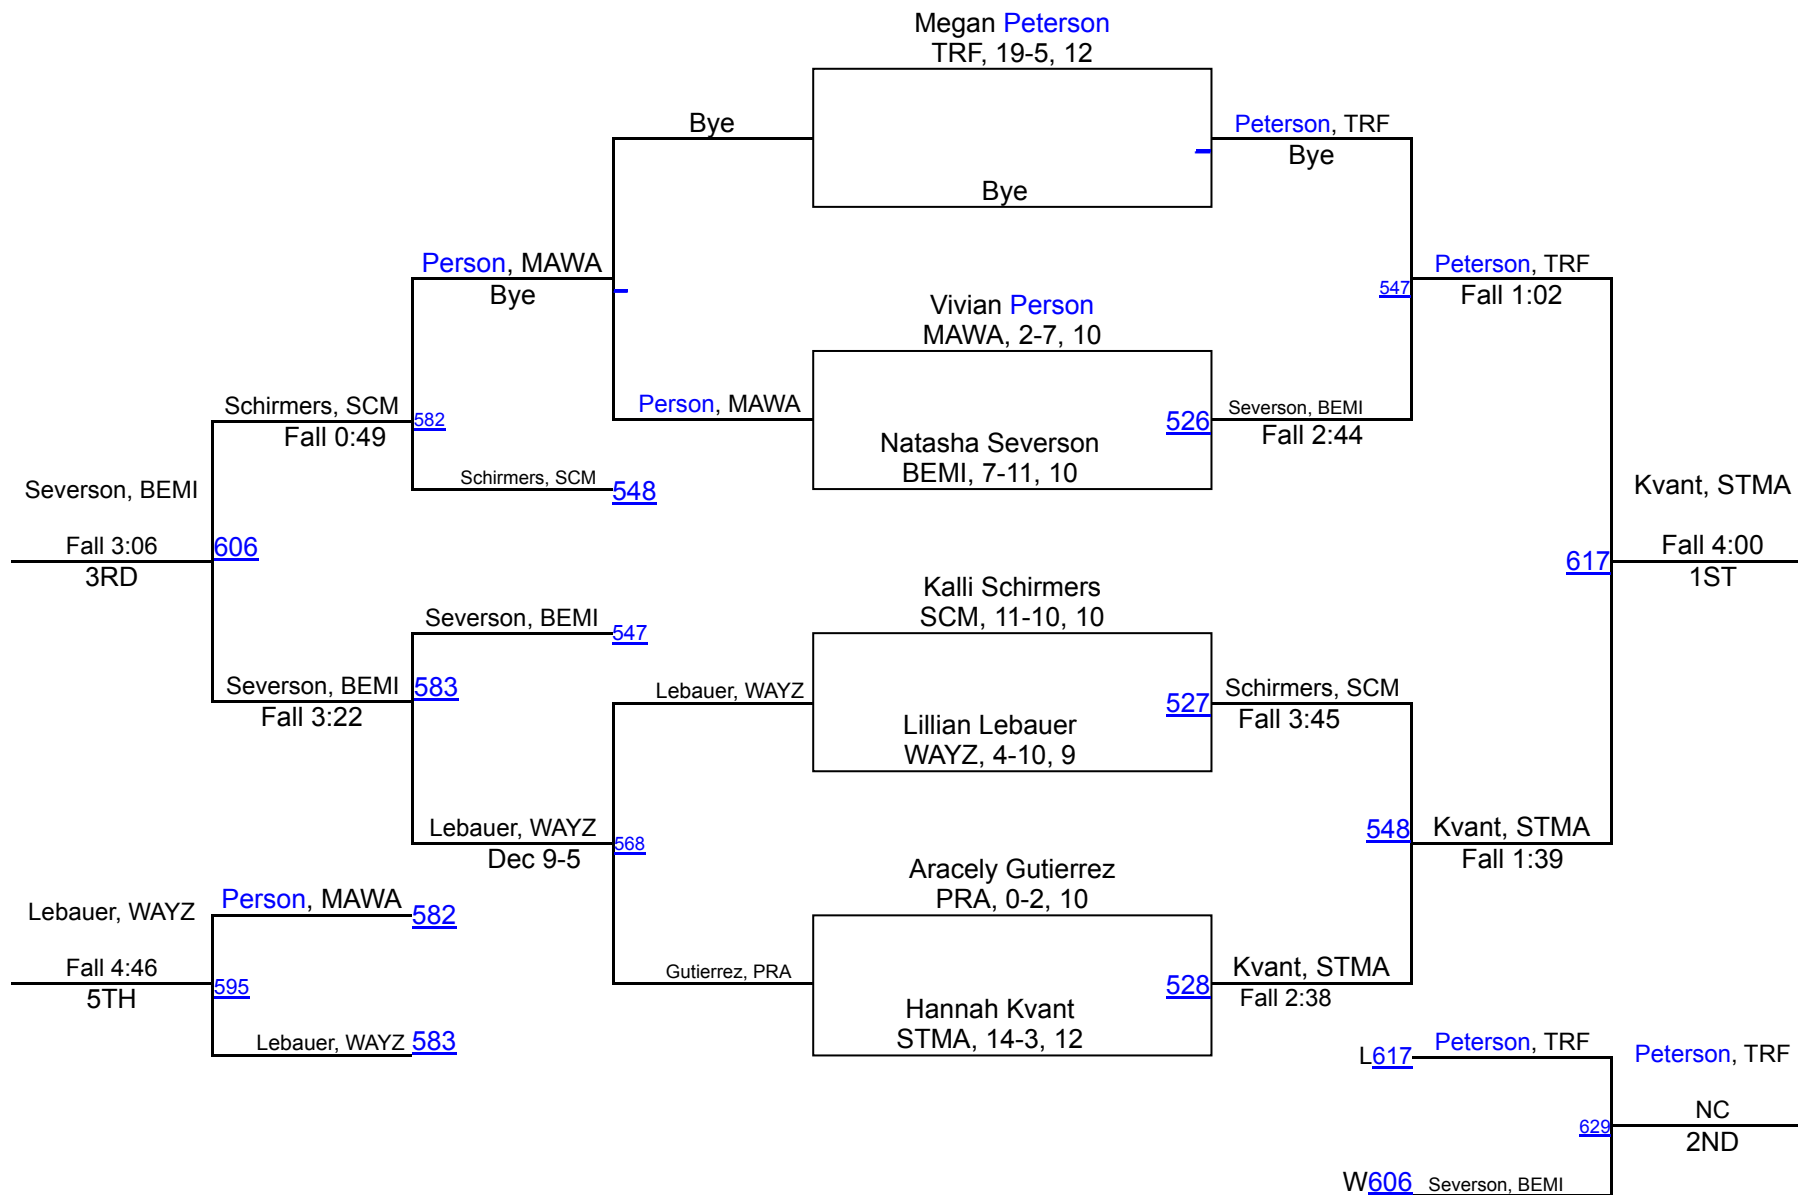 Megan Peterson
TRF, 19-5, 12
Bye
Peterson, TRF
Bye
Bye
Person, MAWA
Bye
Peterson, TRF
547
Fall 1:02
Vivian Person
MAWA, 2-7, 10
Person, MAWA
Schirmers, SCM
582
Fall 0:49
526
Severson, BEMI
Fall 2:44
Natasha Severson
BEMI, 7-11, 10
Schirmers, SCM
548
Severson, BEMI
Kvant, STMA
Fall 3:06
606
3RD
617
Fall 4:00
1ST
Kalli Schirmers
SCM, 11-10, 10
Severson, BEMI
547
Severson, BEMI
583
Fall 3:22
Lebauer, WAYZ
527
Schirmers, SCM
Fall 3:45
Lillian Lebauer
WAYZ, 4-10, 9
Lebauer, WAYZ
568
Dec 9-5
548
Kvant, STMA
Fall 1:39
Aracely Gutierrez
PRA, 0-2, 10
Lebauer, WAYZ
Person, MAWA
582
Fall 4:46
595
5TH
Gutierrez, PRA
528
Kvant, STMA
Fall 2:38
Hannah Kvant
STMA, 14-3, 12
Lebauer, WAYZ
583
L617
Peterson, TRF
Peterson, TRF
629
NC
2ND
W606
Severson, BEMI